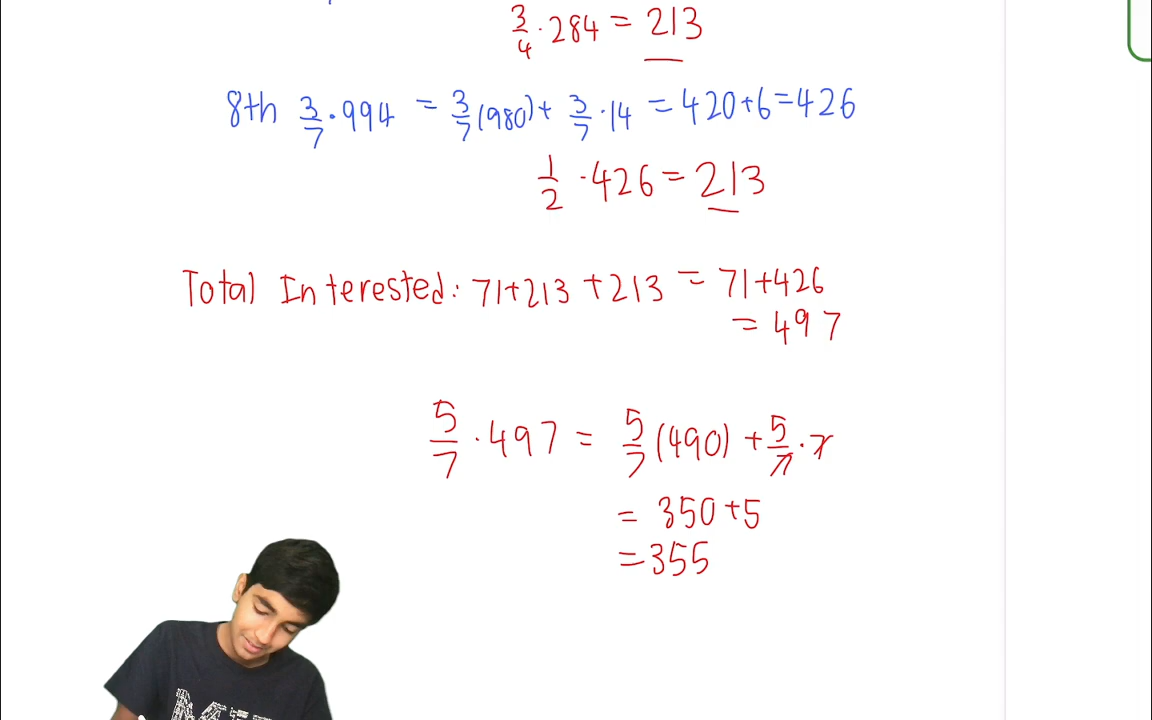 3/4 · 284 = 213
8th 3/7 · 994 = 3/7(980) + 3/7 · 14 = 420+6=426
1/2 · 426 = 213
Total Interested: 71+213+213 = 71+426
= 497
5/7 · 497 = 5/7(490) + 5/7 · 7
= 350+5
=355